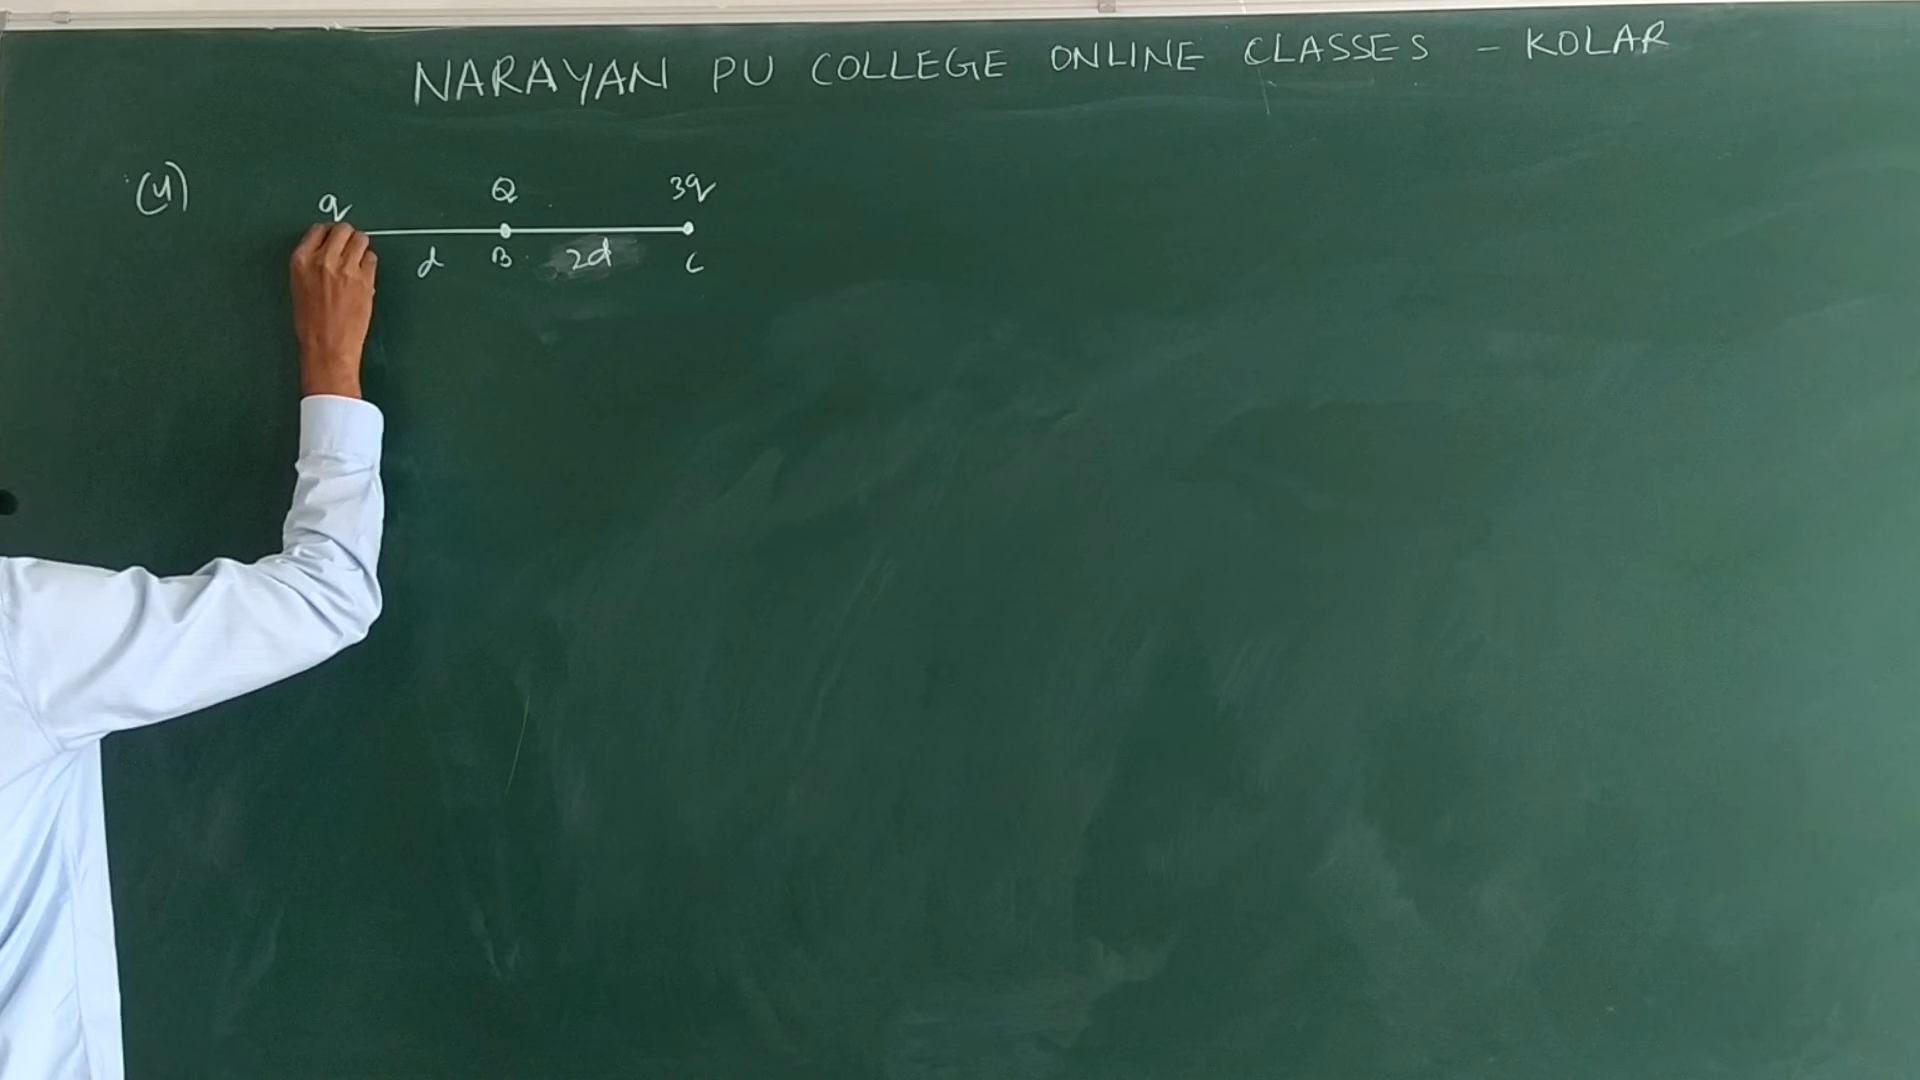 NARAYAN PU COLLEGE ONLINE CLASSES - KOLAR
(4)
q Q 3q
d B 2d C